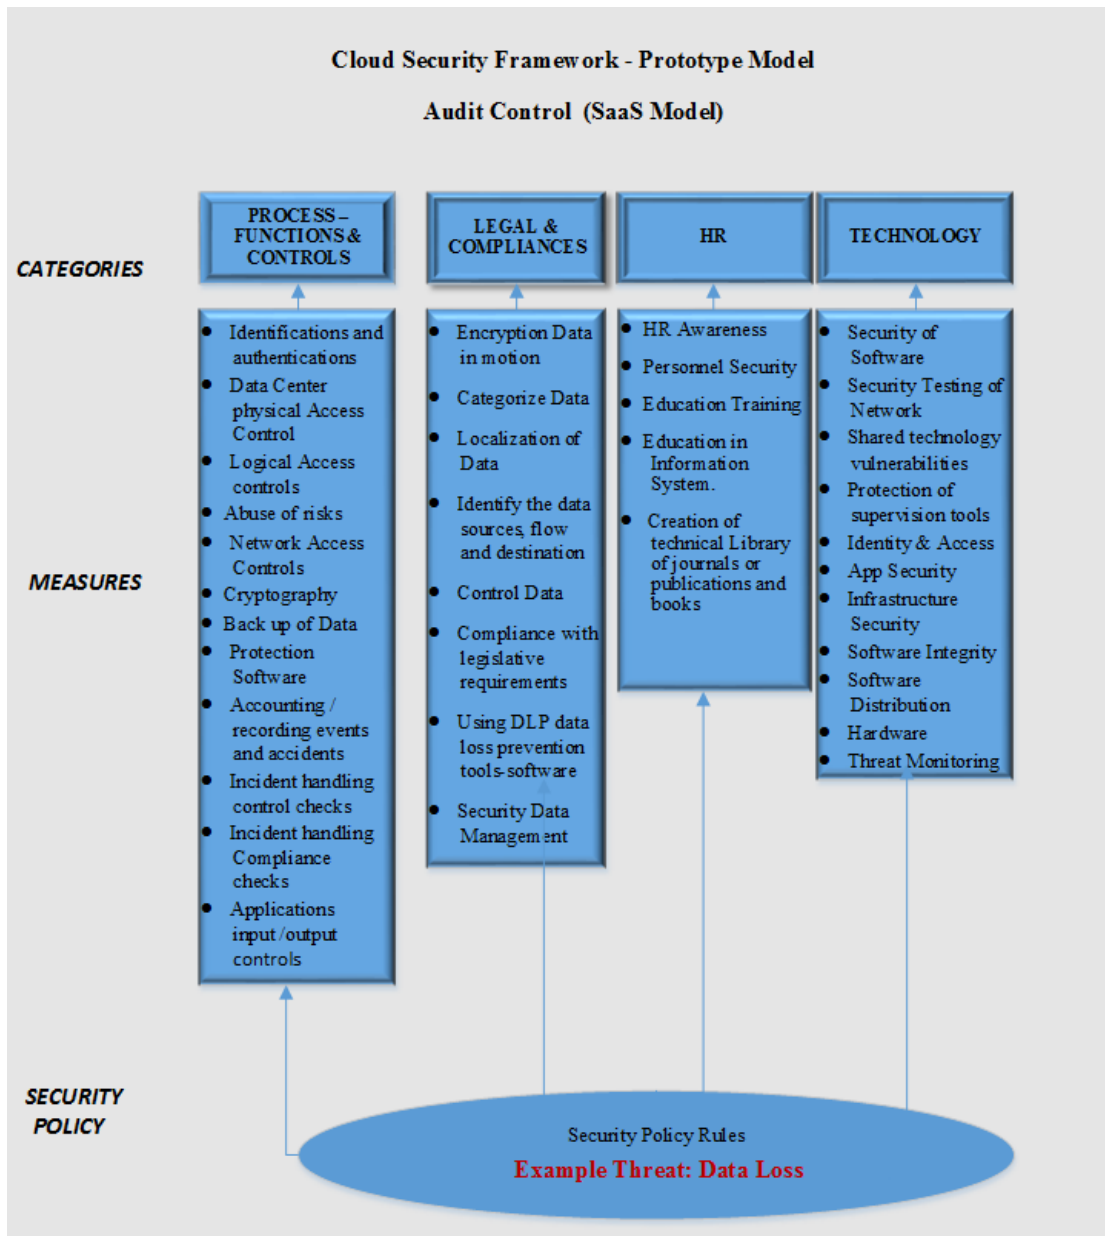 Cloud Security Framework - Prototype Model
Audit Control (SaaS Model)
CATEGORIES
PROCESS –
FUNCTIONS &
CONTROLS
LEGAL &
COMPLIANCES
HR
TECHNOLOGY
MEASURES
• Identifications and
authentications
• Data Center
physical Access
Control
• Logical Access
controls
• Abuse of risks
• Network Access
Controls
• Cryptography
• Back up of Data
• Protection
Software
• Accounting /
recording events
and accidents
• Incident handling
control checks
• Incident handling
Compliance
checks
• Applications
input /output
controls
• Encryption Data
in motion
• Categorize Data
• Localization of
Data
• Identify the data
sources, flow
and destination
• Control Data
• Compliance with
legislative
requirements
• Using DLP data
loss prevention
tools-software
• Security Data
Management
• HR Awareness
• Personnel Security
• Education Training
• Education in
Information
System.
• Creation of
technical Library
of journals or
publications and
books
• Security of
Software
• Security Testing of
Network
• Shared technology
vulnerabilities
• Protection of
supervision tools
• Identity & Access
• App Security
• Infrastructure
Security
• Software Integrity
• Software
Distribution
• Hardware
• Threat Monitoring
SECURITY
POLICY
Security Policy Rules
Example Threat: Data Loss